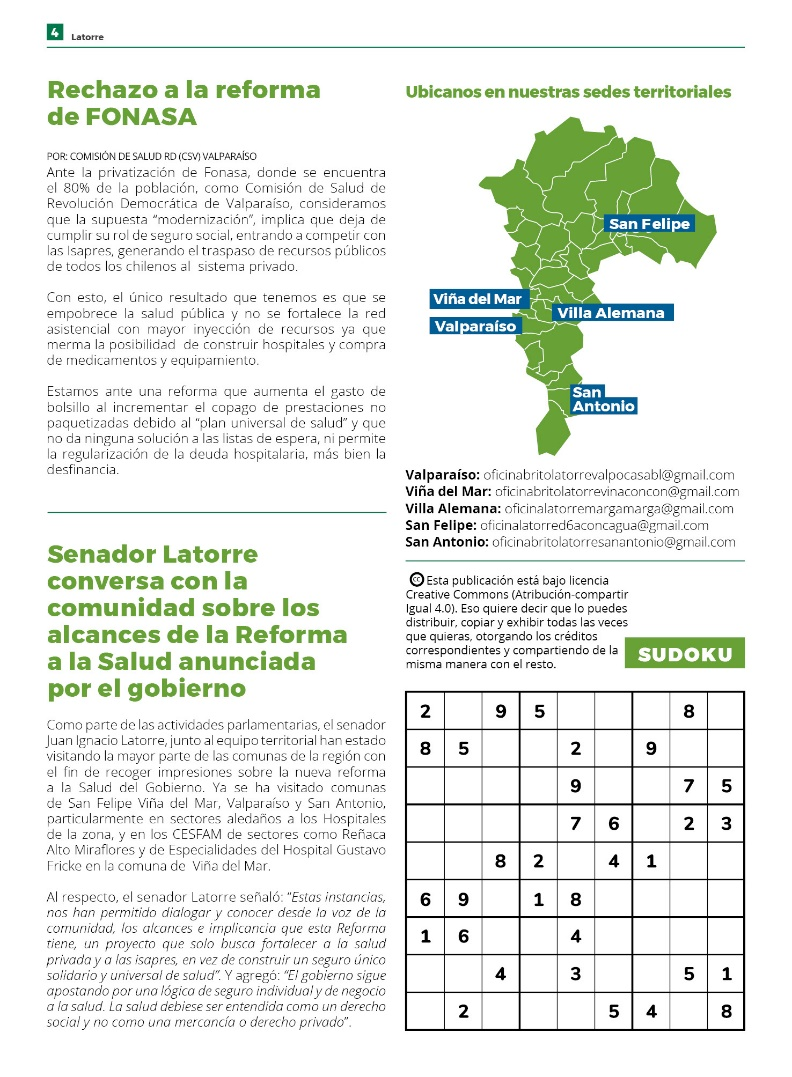 4
Latorre
Rechazo a la reforma
de FONASA
POR: COMISIÓN DE SALUD RD (CSV) VALPARAÍSO
Ante la privatización de Fonasa, donde se encuentra
el 80% de la población, como Comisión de Salud de
Revolución Democrática de Valparaíso, consideramos
que la supuesta “modernización”, implica que deja de
cumplir su rol de seguro social, entrando a competir con
las Isapres, generando el traspaso de recursos públicos
de todos los chilenos al sistema privado.
Con esto, el único resultado que tenemos es que se
empobrece la salud pública y no se fortalece la red
asistencial con mayor inyección de recursos ya que
merma la posibilidad de construir hospitales y compra
de medicamentos y equipamiento.
Estamos ante una reforma que aumenta el gasto de
bolsillo al incrementar el copago de prestaciones no
paquetizadas debido al “plan universal de salud” y que
no da ninguna solución a las listas de espera, ni permite
la regularización de la deuda hospitalaria, más bien la
desfinancia.
Senador Latorre
conversa con la
comunidad sobre los
alcances de la Reforma
a la Salud anunciada
por el gobierno
Como parte de las actividades parlamentarias, el senador
Juan Ignacio Latorre, junto al equipo territorial han estado
visitando la mayor parte de las comunas de la región con
el fin de recoger impresiones sobre la nueva reforma
a la Salud del Gobierno. Ya se ha visitado comunas
de San Felipe Viña del Mar, Valparaíso y San Antonio,
particularmente en sectores aledaños a los Hospitales
de la zona, y en los CESFAM de sectores como Reñaca
Alto Miraflores y de Especialidades del Hospital Gustavo
Fricke en la comuna de Viña del Mar.
Al respecto, el senador Latorre señaló: “Estas instancias,
nos han permitido dialogar y conocer desde la voz de la
comunidad, los alcances e implicancia que esta Reforma
tiene, un proyecto que solo busca fortalecer a la salud
privada y a las isapres, en vez de construir un seguro único
solidario y universal de salud”. Y agregó: “El gobierno sigue
apostando por una lógica de seguro individual y de negocio
a la salud. La salud debiese ser entendida como un derecho
social y no como una mercancía o derecho privado”.
Ubicanos en nuestras sedes territoriales
San Felipe
Viña del Mar
Villa Alemana
Valparaíso
San
Antonio
Valparaíso: oficinabritolatorrevalpocasabl@gmail.com
Viña del Mar: oficinabritolatorrevinaconcon@gmail.com
Villa Alemana: oficinalatorremargamarga@gmail.com
San Felipe: oficinalatorred6aconcagua@gmail.com
San Antonio: oficinabritolatorresanantonio@gmail.com
cc Esta publicación está bajo licencia
Creative Commons (Atribución-compartir
Igual 4.0). Eso quiere decir que lo puedes
distribuir, copiar y exhibir todas las veces
que quieras, otorgando los créditos
correspondientes y compartiendo de la
misma manera con el resto.
SUDOKU
2 9 5 8
8 5 2 9
9 7 5
7 6 2 3
8 2 4 1
6 9 1 8
1 6 4
4 3 5 1
2 5 4 8